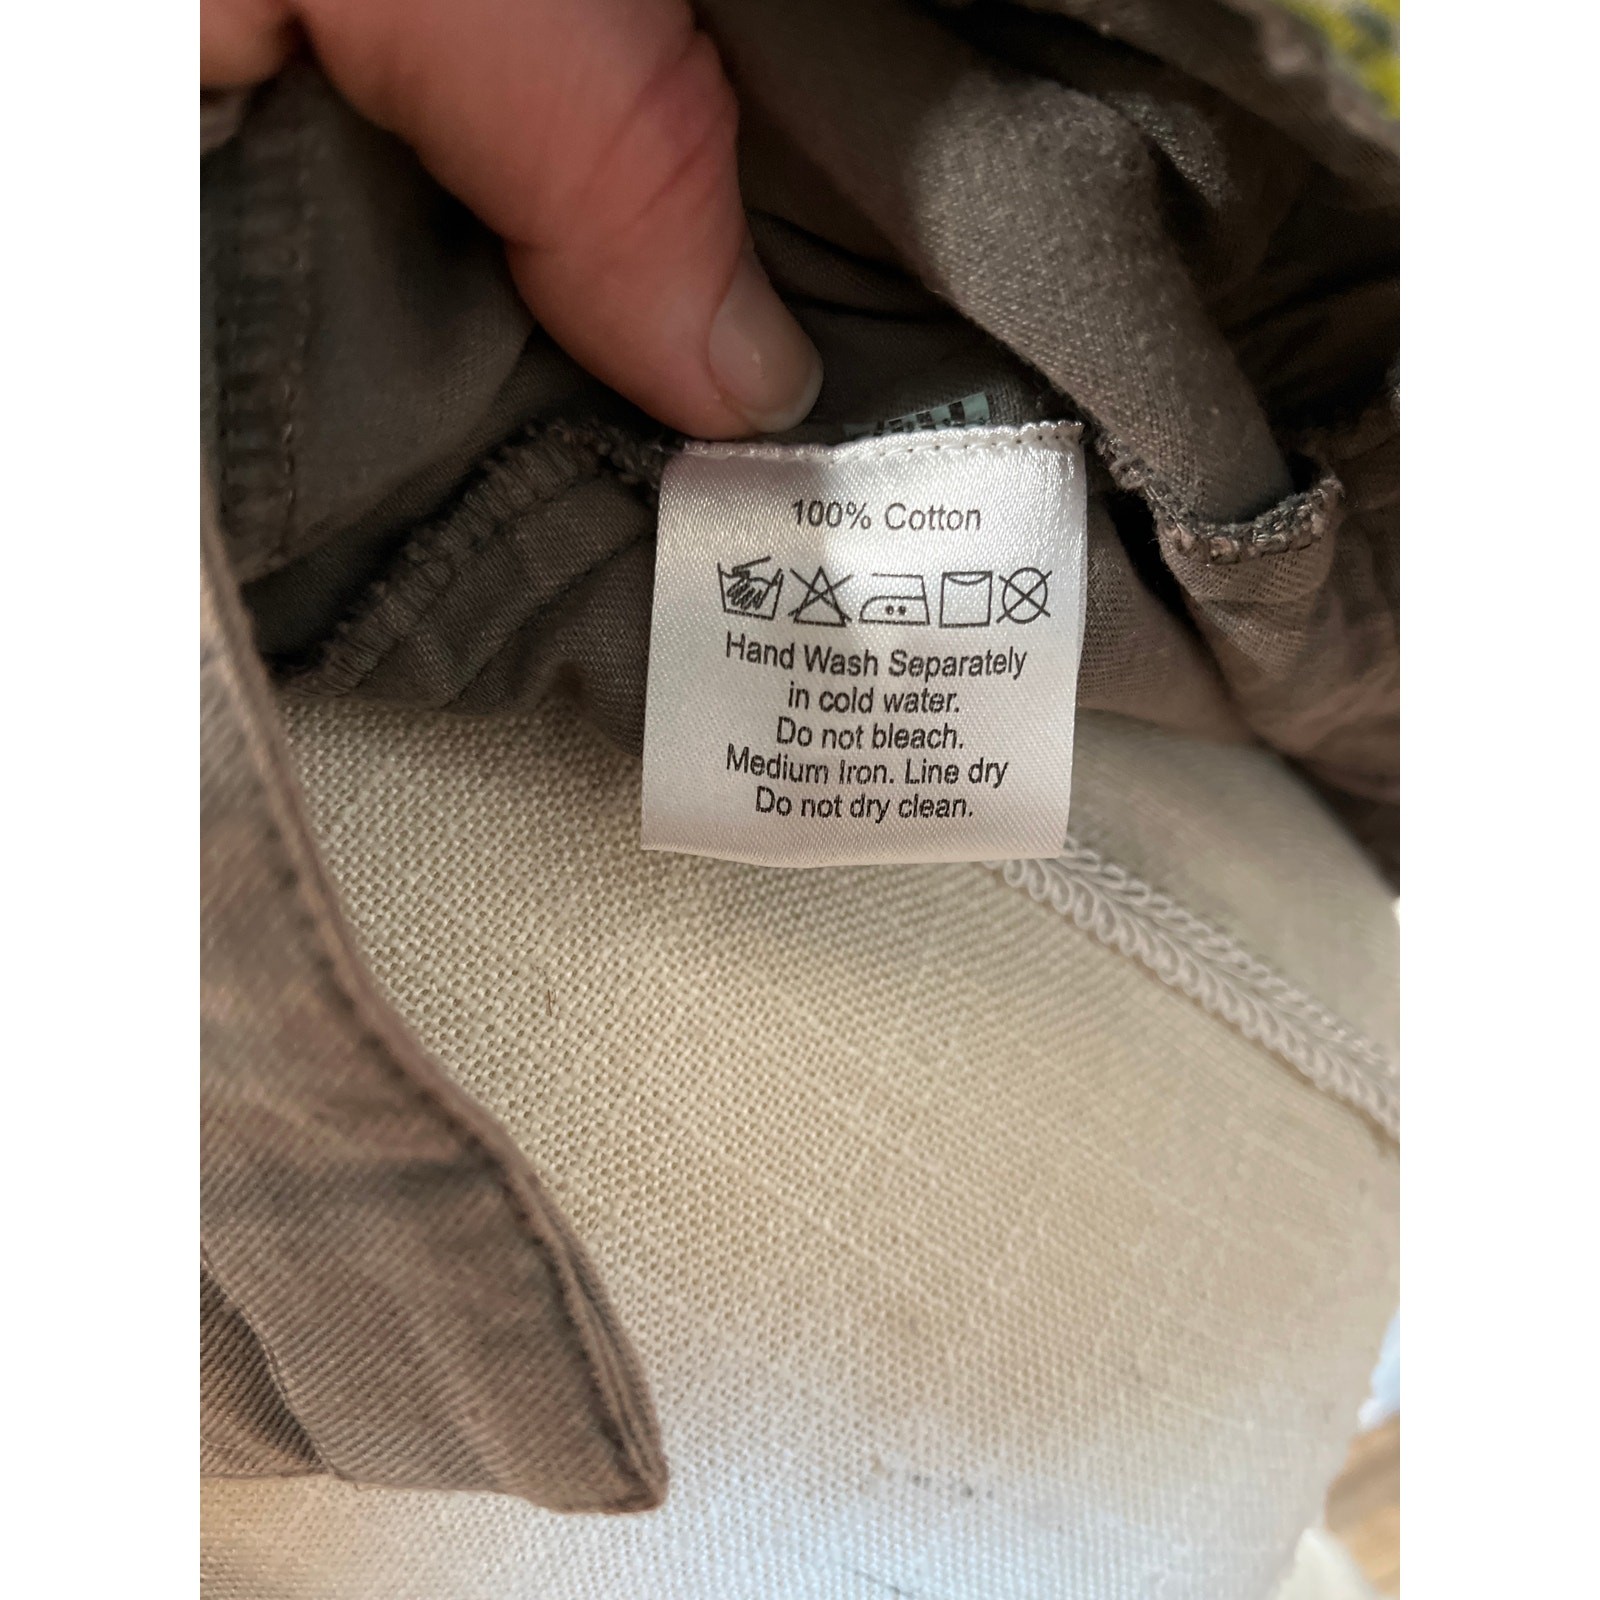 100% Cotton
Hand Wash Separately
in cold water.
Do not bleach.
Medium Iron. Line dry
Do not dry clean.